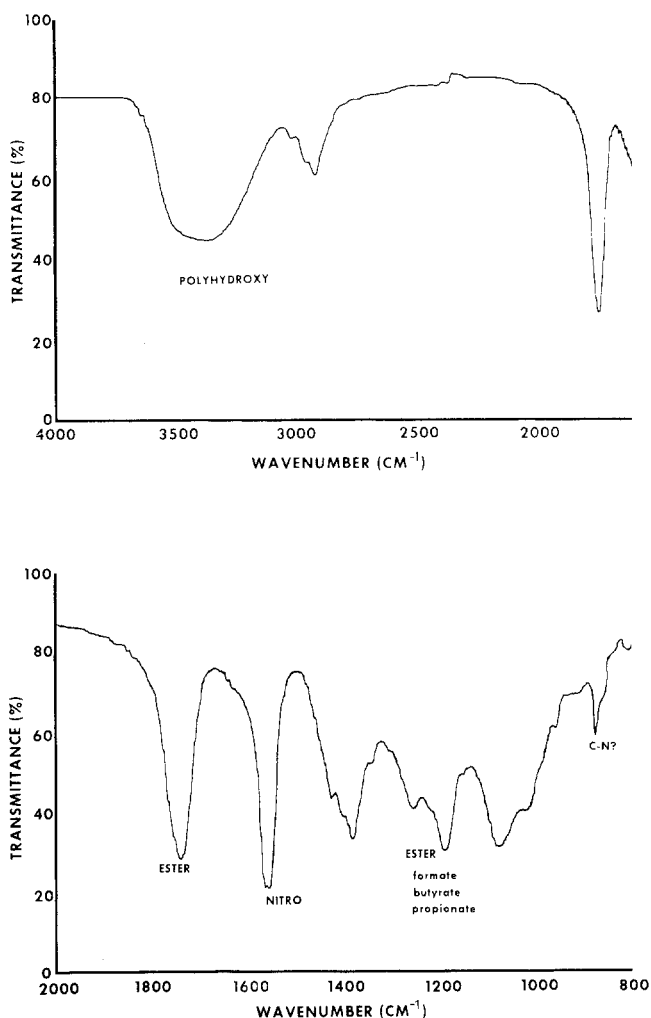 100
80
60
40
20
0
TRANSMITTANCE (%)
POLYHYDROXY
4000 3500 3000 2500 2000
WAVENUMBER (CM⁻¹)
100
80
60
40
20
0
TRANSMITTANCE (%)
C-N?
ESTER
ESTER
NITRO
formate
butyrate
propionate
2000 1800 1600 1400 1200 1000 800
WAVENUMBER (CM⁻¹)